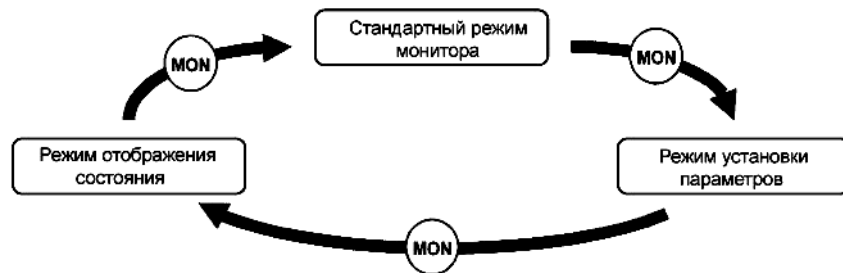 Стандартный режим
монитора
MON
MON
Режим отображения
состояния
Режим установки
параметров
MON